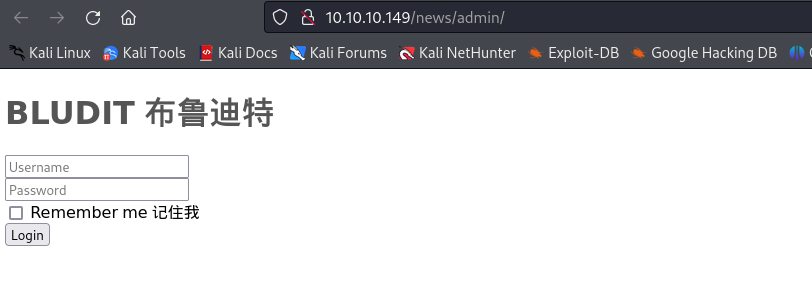 10.10.10.149/news/admin/
Kali Linux Kali Tools Kali Docs Kali Forums Kali NetHunter Exploit-DB Google Hacking DB
BLUDIT 布鲁迪特
Username
Password
Remember me 记住我
Login